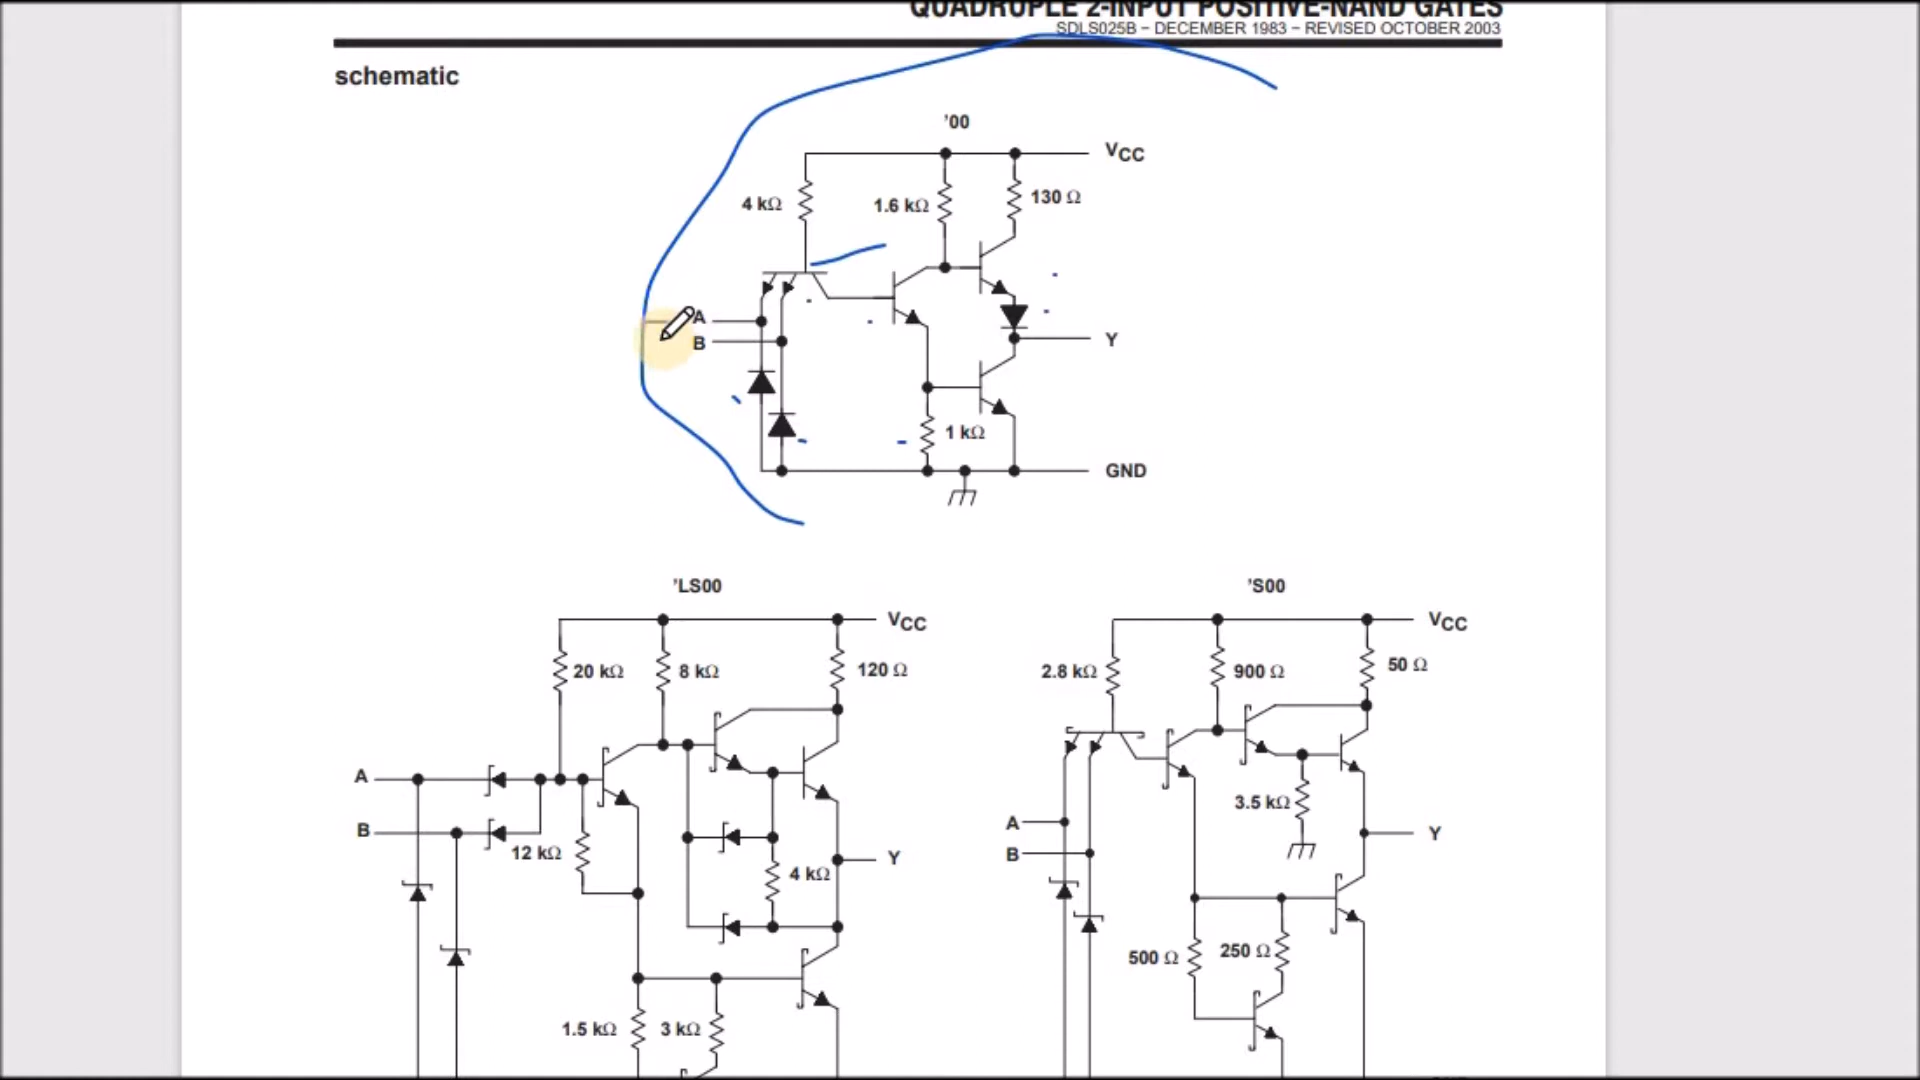 QUADRUPLE 2-INPUT POSITIVE-NAND GATES
SDLS025B − DECEMBER 1983 − REVISED OCTOBER 2003
schematic
'00
VCC
4 kΩ
1.6 kΩ
130 Ω
A
B
Y
1 kΩ
GND
'LS00
VCC
20 kΩ
8 kΩ
120 Ω
A
B
12 kΩ
4 kΩ
Y
1.5 kΩ
3 kΩ
'S00
VCC
2.8 kΩ
900 Ω
50 Ω
3.5 kΩ
A
B
Y
500 Ω
250 Ω